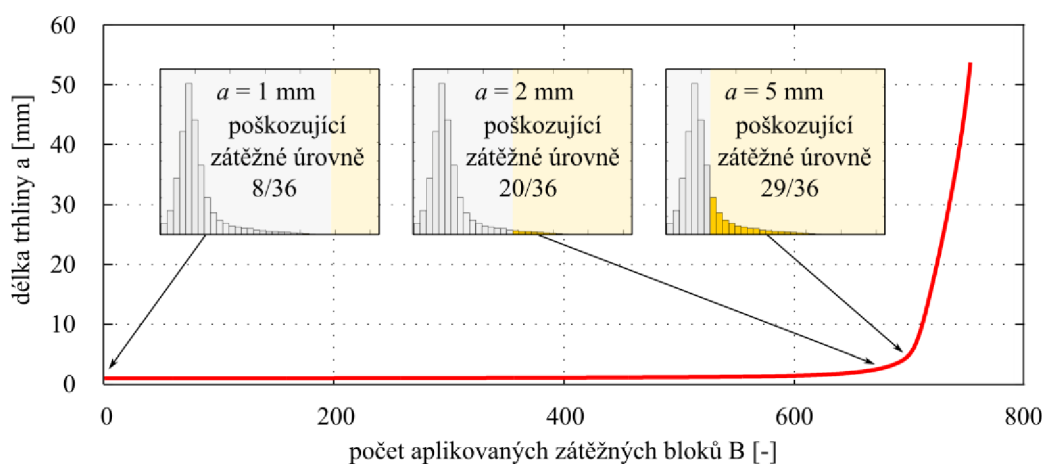 60
50
40
30
20
10
0
délka trhliny a [mm]
a = 1 mm
poškozující
zátěžné úrovně
8/36
a = 2 mm
poškozující
zátěžné úrovně
20/36
a = 5 mm
poškozující
zátěžné úrovně
29/36
0 200 400 600 800
počet aplikovaných zátěžných bloků B [-]